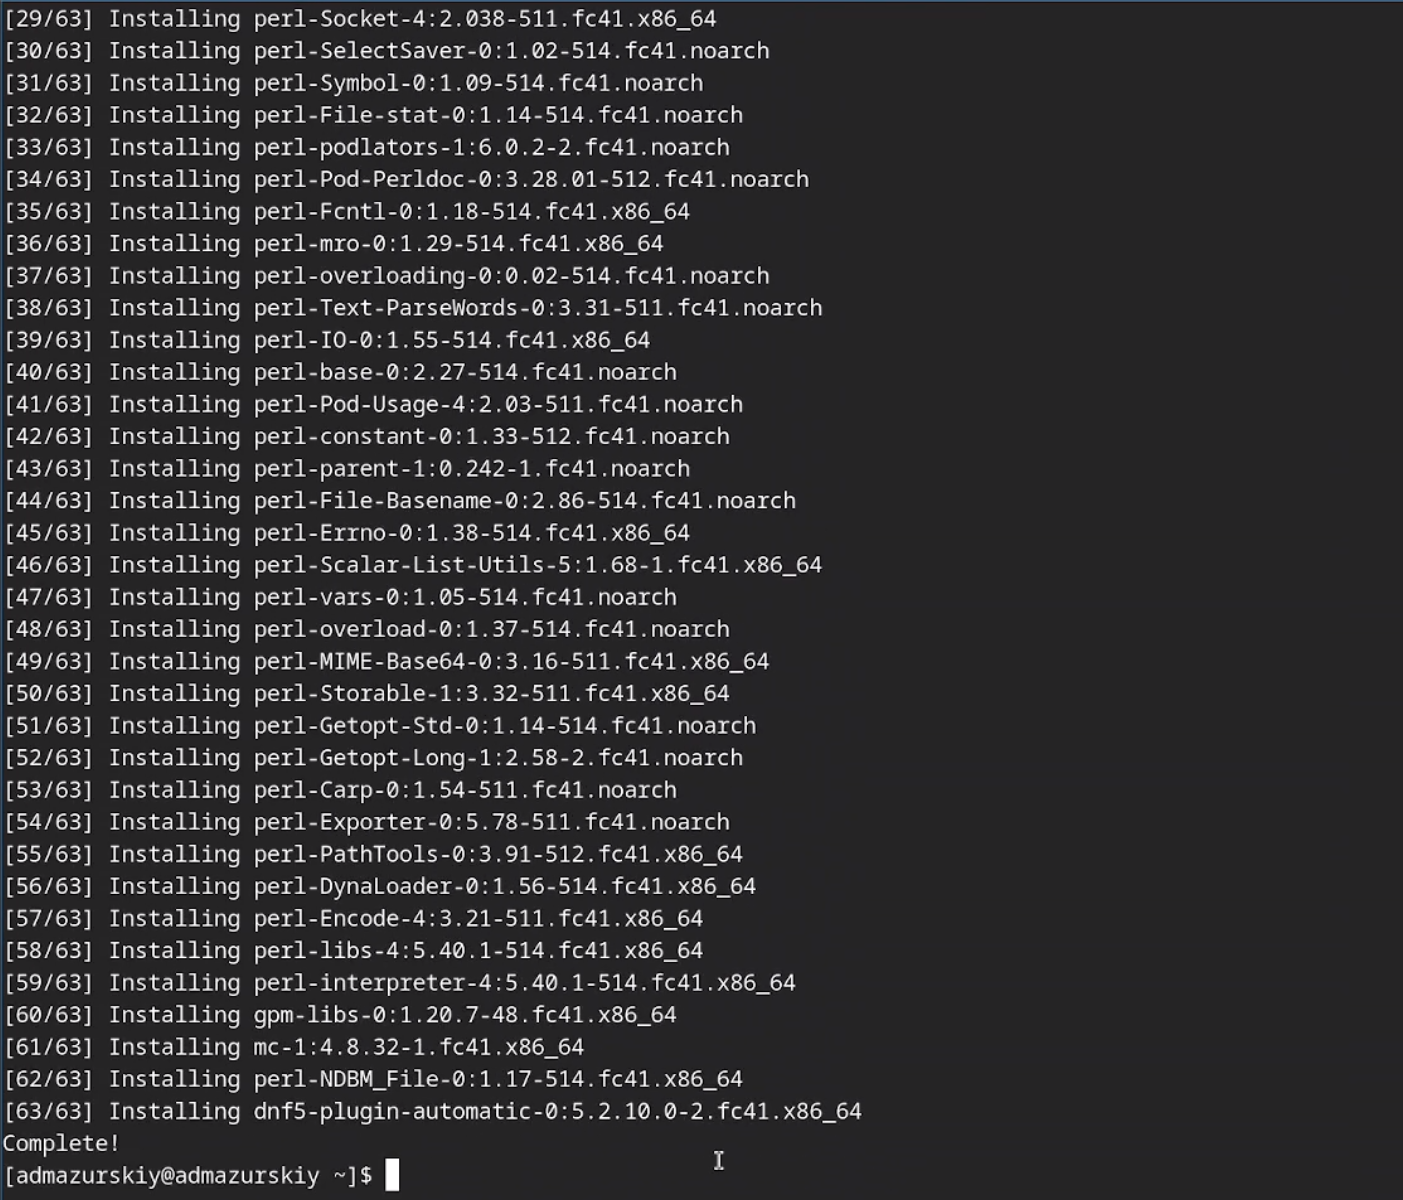 [29/63] Installing perl-Socket-4:2.038-511.fc41.x86_64
[30/63] Installing perl-SelectSaver-0:1.02-514.fc41.noarch
[31/63] Installing perl-Symbol-0:1.09-514.fc41.noarch
[32/63] Installing perl-File-stat-0:1.14-514.fc41.noarch
[33/63] Installing perl-podlators-1:6.0.2-2.fc41.noarch
[34/63] Installing perl-Pod-Perldoc-0:3.28.01-512.fc41.noarch
[35/63] Installing perl-Fcntl-0:1.18-514.fc41.x86_64
[36/63] Installing perl-mro-0:1.29-514.fc41.x86_64
[37/63] Installing perl-overloading-0:0.02-514.fc41.noarch
[38/63] Installing perl-Text-ParseWords-0:3.31-511.fc41.noarch
[39/63] Installing perl-IO-0:1.55-514.fc41.x86_64
[40/63] Installing perl-base-0:2.27-514.fc41.noarch
[41/63] Installing perl-Pod-Usage-4:2.03-511.fc41.noarch
[42/63] Installing perl-constant-0:1.33-512.fc41.noarch
[43/63] Installing perl-parent-1:0.242-1.fc41.noarch
[44/63] Installing perl-File-Basename-0:2.86-514.fc41.noarch
[45/63] Installing perl-Errno-0:1.38-514.fc41.x86_64
[46/63] Installing perl-Scalar-List-Utils-5:1.68-1.fc41.x86_64
[47/63] Installing perl-vars-0:1.05-514.fc41.noarch
[48/63] Installing perl-overload-0:1.37-514.fc41.noarch
[49/63] Installing perl-MIME-Base64-0:3.16-511.fc41.x86_64
[50/63] Installing perl-Storable-1:3.32-511.fc41.x86_64
[51/63] Installing perl-Getopt-Std-0:1.14-514.fc41.noarch
[52/63] Installing perl-Getopt-Long-1:2.58-2.fc41.noarch
[53/63] Installing perl-Carp-0:1.54-511.fc41.noarch
[54/63] Installing perl-Exporter-0:5.78-511.fc41.noarch
[55/63] Installing perl-PathTools-0:3.91-512.fc41.x86_64
[56/63] Installing perl-DynaLoader-0:1.56-514.fc41.x86_64
[57/63] Installing perl-Encode-4:3.21-511.fc41.x86_64
[58/63] Installing perl-libs-4:5.40.1-514.fc41.x86_64
[59/63] Installing perl-interpreter-4:5.40.1-514.fc41.x86_64
[60/63] Installing gpm-libs-0:1.20.7-48.fc41.x86_64
[61/63] Installing mc-1:4.8.32-1.fc41.x86_64
[62/63] Installing perl-NDBM_File-0:1.17-514.fc41.x86_64
[63/63] Installing dnf5-plugin-automatic-0:5.2.10.0-2.fc41.x86_64
Complete!
[admazurskiy@admazurskiy ~]$